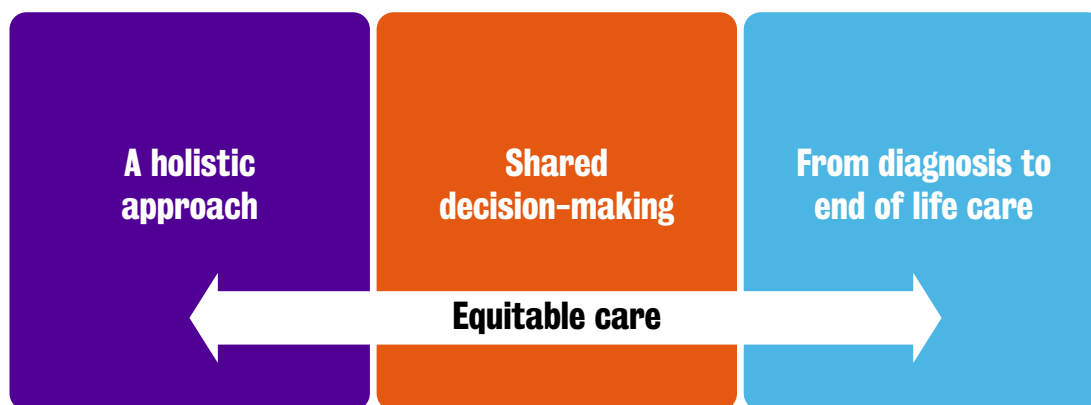 A holistic
approach
Shared
decision-making
From diagnosis to
end of life care
Equitable care